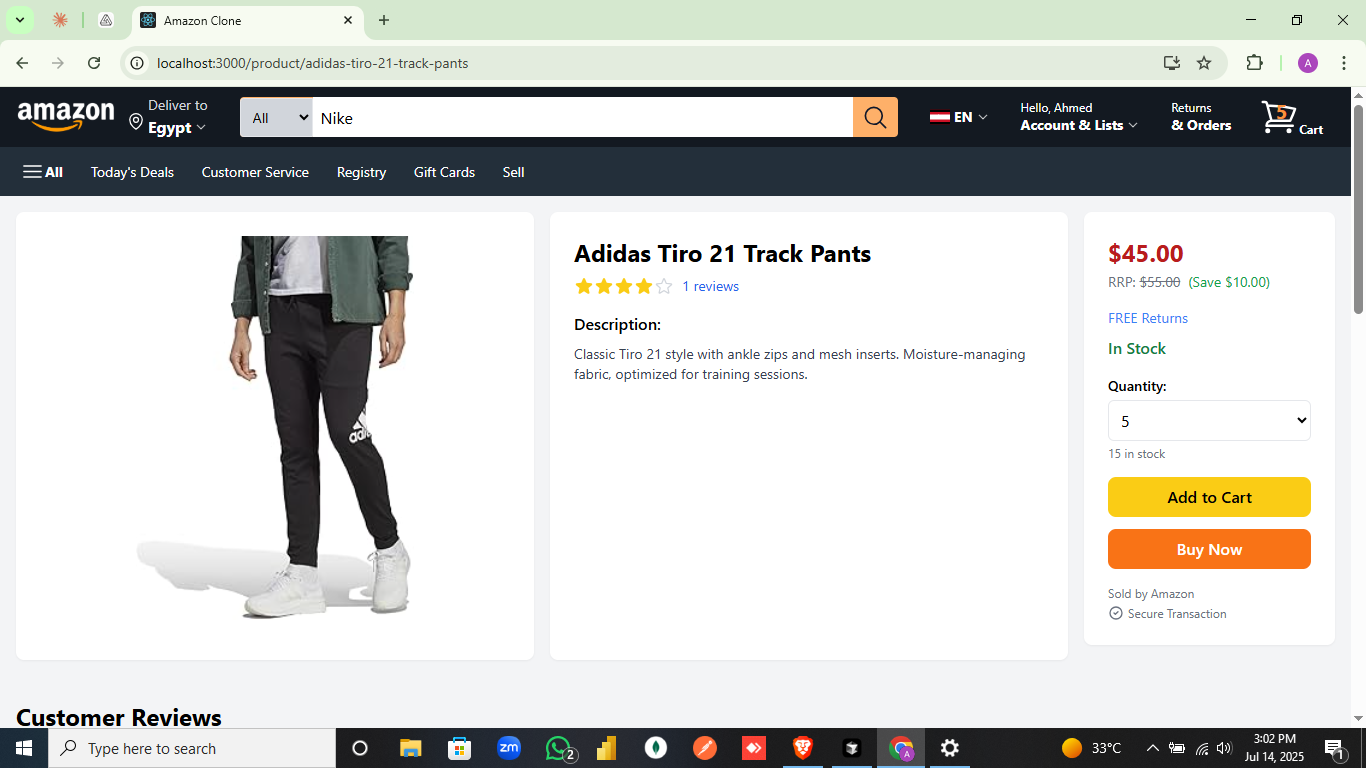 Amazon Clone
localhost:3000/product/adidas-tiro-21-track-pants
A
amazon
Deliver to
Egypt
All
Nike
EN
Hello, Ahmed
Account & Lists
Returns
& Orders
5
Cart
All Today's Deals Customer Service Registry Gift Cards Sell
adidas
Adidas Tiro 21 Track Pants
1 reviews
Description:
Classic Tiro 21 style with ankle zips and mesh inserts. Moisture-managing
fabric, optimized for training sessions.
$45.00
RRP: $55.00 (Save $10.00)
FREE Returns
In Stock
Quantity:
5
15 in stock
Add to Cart
Buy Now
Sold by Amazon
Secure Transaction
Customer Reviews
Type here to search
zm
2
A
33°C
3:02 PM
Jul 14, 2025
1